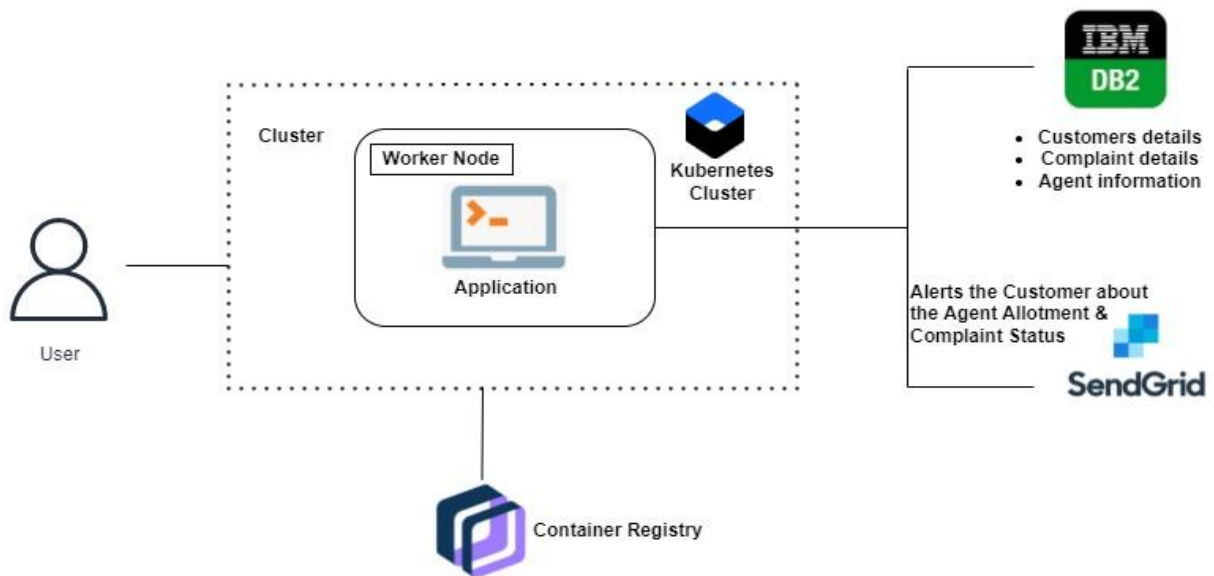 IBM
DB2
Cluster
Worker Node
Kubernetes
Cluster
• Customers details
• Complaint details
• Agent information
Application
Alerts the Customer about
the Agent Allotment &
Complaint Status
User
SendGrid
Container Registry